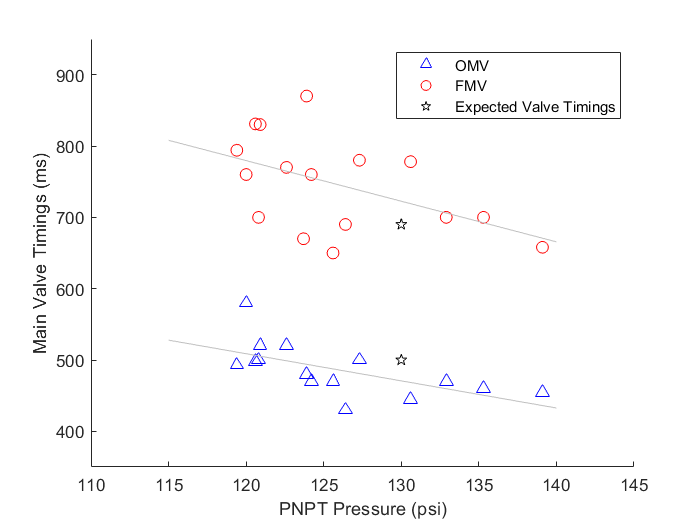 900
800
700
600
500
400
Main Valve Timings (ms)
OMV
FMV
Expected Valve Timings
110 115 120 125 130 135 140 145
PNPT Pressure (psi)